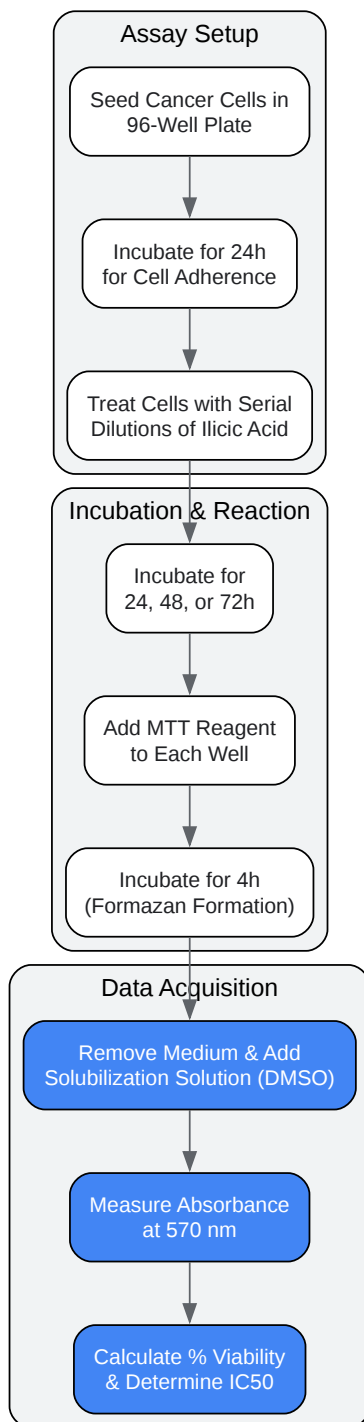 Assay Setup
Seed Cancer Cells in
96-Well Plate
Incubate for 24h
for Cell Adherence
Treat Cells with Serial
Dilutions of Ilicic Acid
Incubation & Reaction
Incubate for
24, 48, or 72h
Add MTT Reagent
to Each Well
Incubate for 4h
(Formazan Formation)
Data Acquisition
Remove Medium & Add
Solubilization Solution (DMSO)
Measure Absorbance
at 570 nm
Calculate % Viability
& Determine IC50